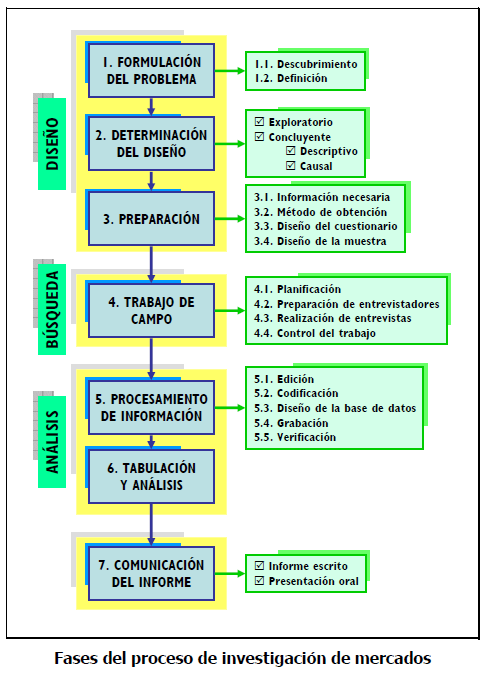 DISEÑO
1. FORMULACIÓN
DEL PROBLEMA
1.1. Descubrimiento
1.2. Definición
2. DETERMINACIÓN
DEL DISEÑO
Exploratorio
Concluyente
Descriptivo
Causal
3. PREPARACIÓN
3.1. Información necesaria
3.2. Método de obtención
3.3. Diseño del cuestionario
3.4. Diseño de la muestra
BÚSQUEDA
4. TRABAJO DE
CAMPO
4.1. Planificación
4.2. Preparación de entrevistadores
4.3. Realización de entrevistas
4.4. Control del trabajo
ANÁLISIS
5. PROCESAMIENTO
DE INFORMACIÓN
5.1. Edición
5.2. Codificación
5.3. Diseño de la base de datos
5.4. Grabación
5.5. Verificación
6. TABULACIÓN
Y ANÁLISIS
7. COMUNICACIÓN
DEL INFORME
Informe escrito
Presentación oral
Fases del proceso de investigación de mercados